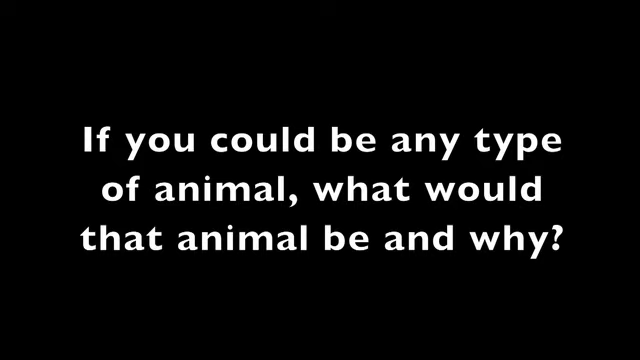 If you could be any type
of animal, what would
that animal be and why?